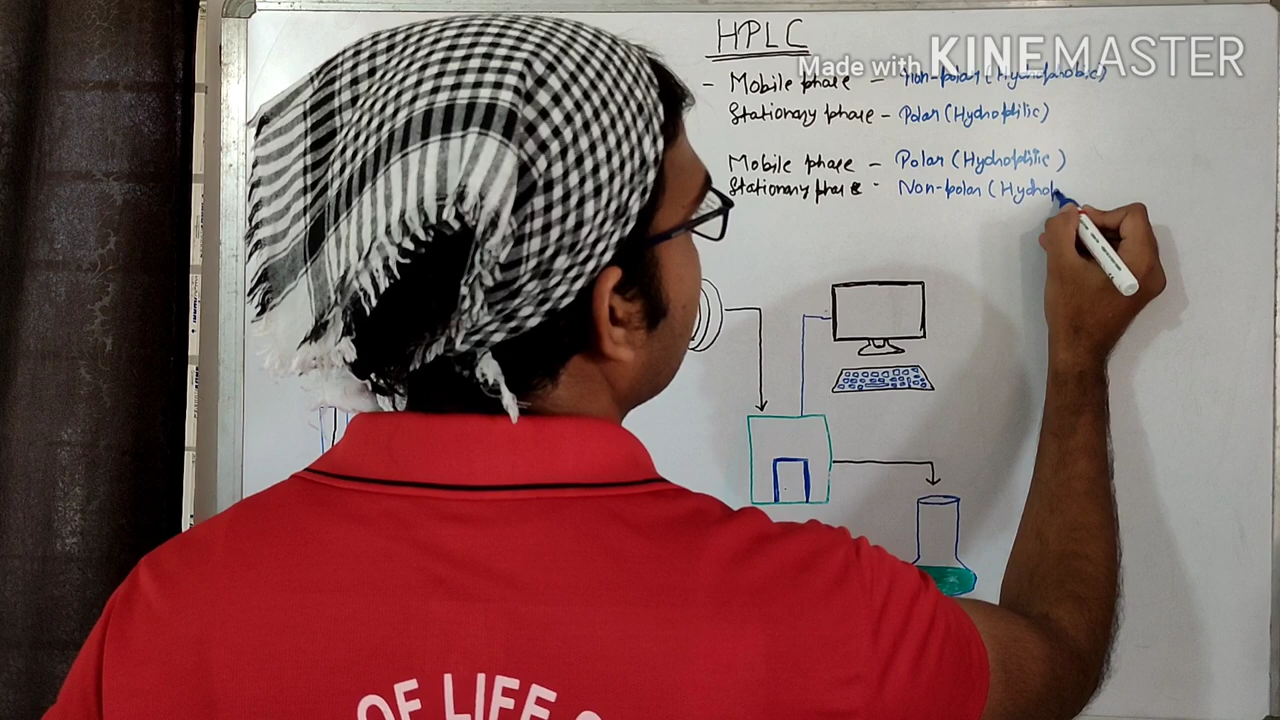 HPLC
Made with KINEMASTER
- Mobile phase - Non-polar (Hydrophobic)
Stationary phase - Polar (Hydrophilic)
Mobile phase - Polar (Hydrophilic)
Stationary phase - Non-polar (Hydrop
OF LIFE